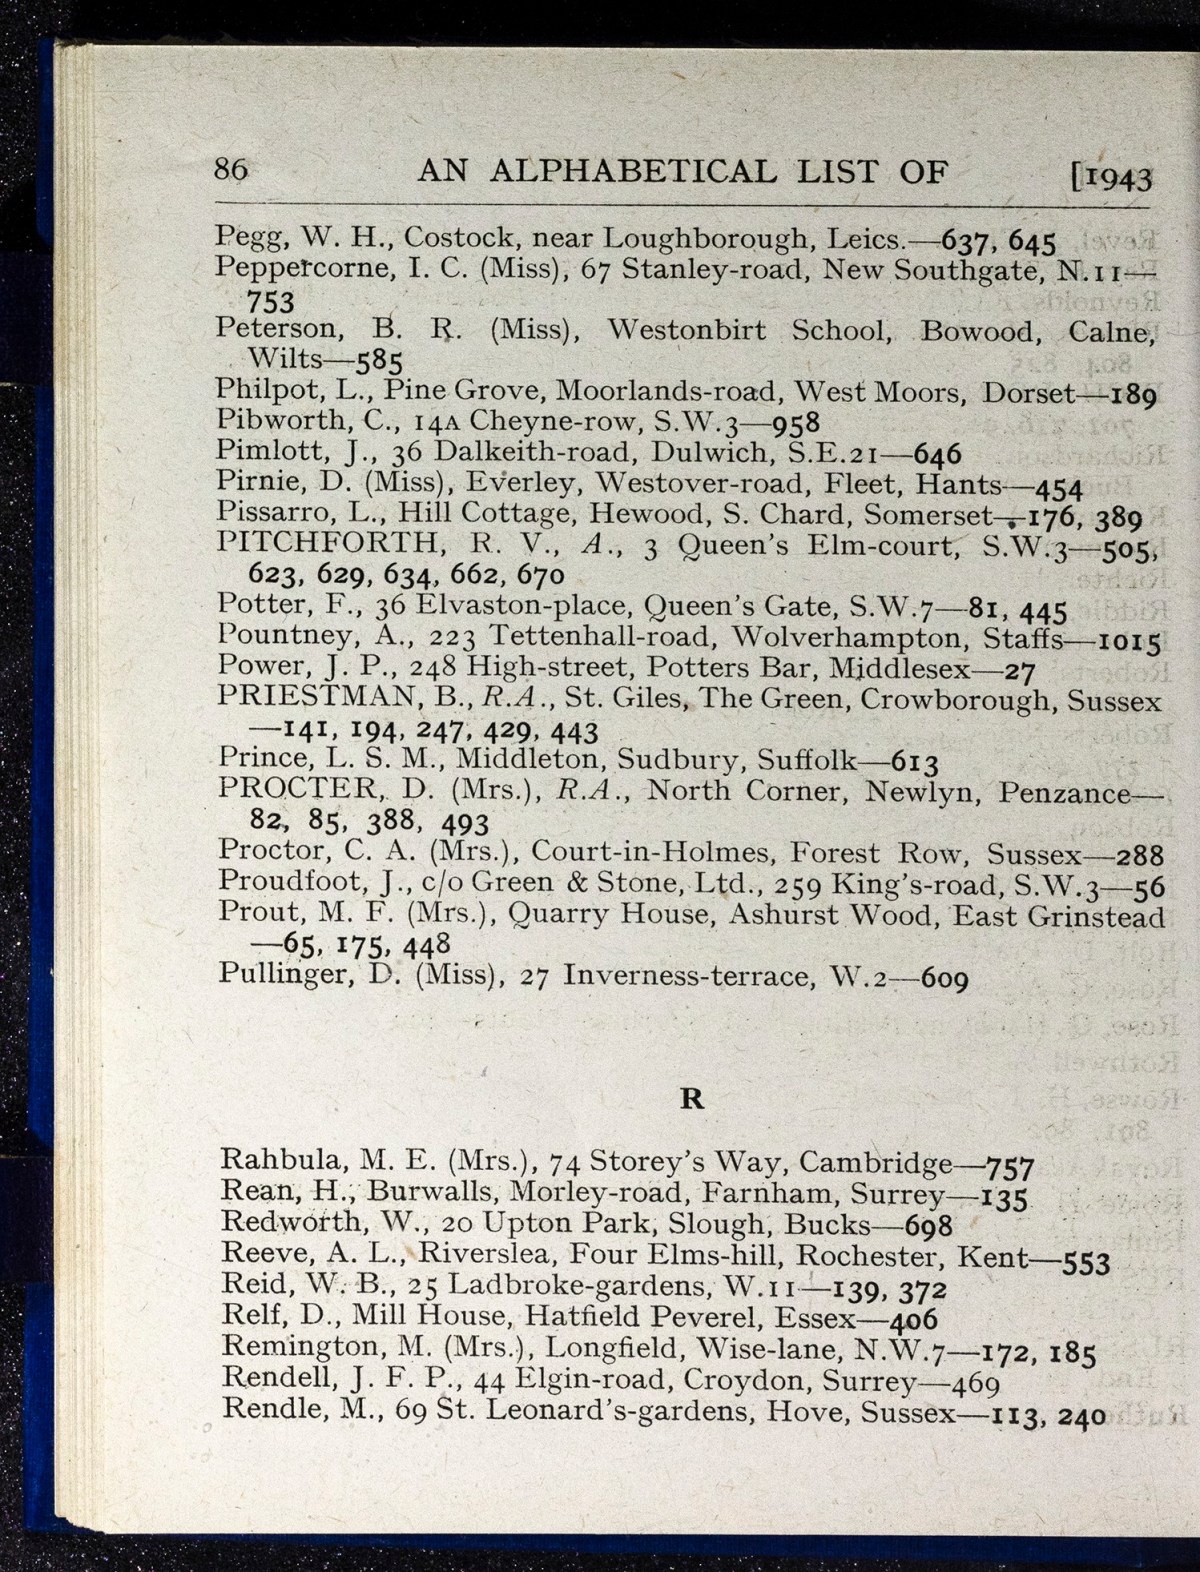 86 AN ALPHABETICAL LIST OF [1943
Pegg, W. H., Costock, near Loughborough, Leics.—637, 645
Peppercorne, I. C. (Miss), 67 Stanley-road, New Southgate, N.11—
753
Peterson, B. R. (Miss), Westonbirt School, Bowood, Calne,
Wilts—585
Philpot, L., Pine Grove, Moorlands-road, West Moors, Dorset—189
Pibworth, C., 14A Cheyne-row, S.W.3—958
Pimlott, J., 36 Dalkeith-road, Dulwich, S.E.21—646
Pirnie, D. (Miss), Everley, Westover-road, Fleet, Hants—454
Pissarro, L., Hill Cottage, Hewood, S. Chard, Somerset—176, 389
PITCHFORTH, R. V., A., 3 Queen's Elm-court, S.W.3—505,
623, 629, 634, 662, 670
Potter, F., 36 Elvaston-place, Queen's Gate, S.W.7—81, 445
Pountney, A., 223 Tettenhall-road, Wolverhampton, Staffs—1015
Power, J. P., 248 High-street, Potters Bar, Middlesex—27
PRIESTMAN, B., R.A., St. Giles, The Green, Crowborough, Sussex
—141, 194, 247, 429, 443
Prince, L. S. M., Middleton, Sudbury, Suffolk—613
PROCTER, D. (Mrs.), R.A., North Corner, Newlyn, Penzance—
82, 85, 388, 493
Proctor, C. A. (Mrs.), Court-in-Holmes, Forest Row, Sussex—288
Proudfoot, J., c/o Green & Stone, Ltd., 259 King's-road, S.W.3—56
Prout, M. F. (Mrs.), Quarry House, Ashurst Wood, East Grinstead
—65, 175, 448
Pullinger, D. (Miss), 27 Inverness-terrace, W.2—609
R
Rahbula, M. E. (Mrs.), 74 Storey's Way, Cambridge—757
Rean, H., Burwalls, Morley-road, Farnham, Surrey—135
Redworth, W., 20 Upton Park, Slough, Bucks—698
Reeve, A. L., Riverslea, Four Elms-hill, Rochester, Kent—553
Reid, W. B., 25 Ladbroke-gardens, W.11—139, 372
Relf, D., Mill House, Hatfield Peverel, Essex—406
Remington, M. (Mrs.), Longfield, Wise-lane, N.W.7—172, 185
Rendell, J. F. P., 44 Elgin-road, Croydon, Surrey—469
Rendle, M., 69 St. Leonard's-gardens, Hove, Sussex—113, 240